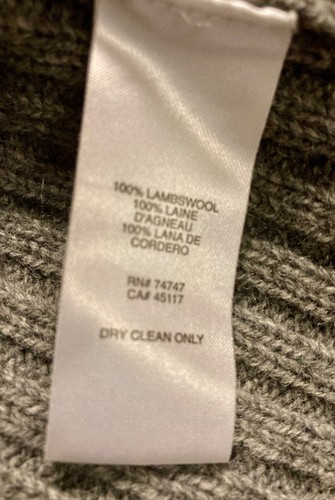 100% LAMBSWOOL
100% LAINE
D'AGNEAU
100% LANA DE
CORDERO
RN# 74747
CA# 45117
DRY CLEAN ONLY